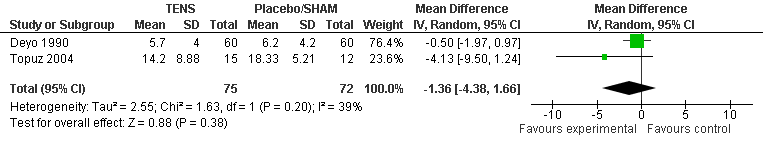 TENS Placebo/SHAM Mean Difference Mean Difference
Study or Subgroup Mean SD Total Mean SD Total Weight IV, Random, 95% CI IV, Random, 95% CI
Deyo 1990 5.7 4 60 6.2 4.2 60 76.4% -0.50 [-1.97, 0.97]
Topuz 2004 14.2 8.88 15 18.33 5.21 12 23.6% -4.13 [-9.50, 1.24]
Total (95% CI) 75 72 100.0% -1.36 [-4.38, 1.66]
Heterogeneity: Tau² = 2.55; Chi² = 1.63, df = 1 (P = 0.20); I² = 39%
Test for overall effect: Z = 0.88 (P = 0.38)
-10 -5 0 5 10
Favours experimental Favours control